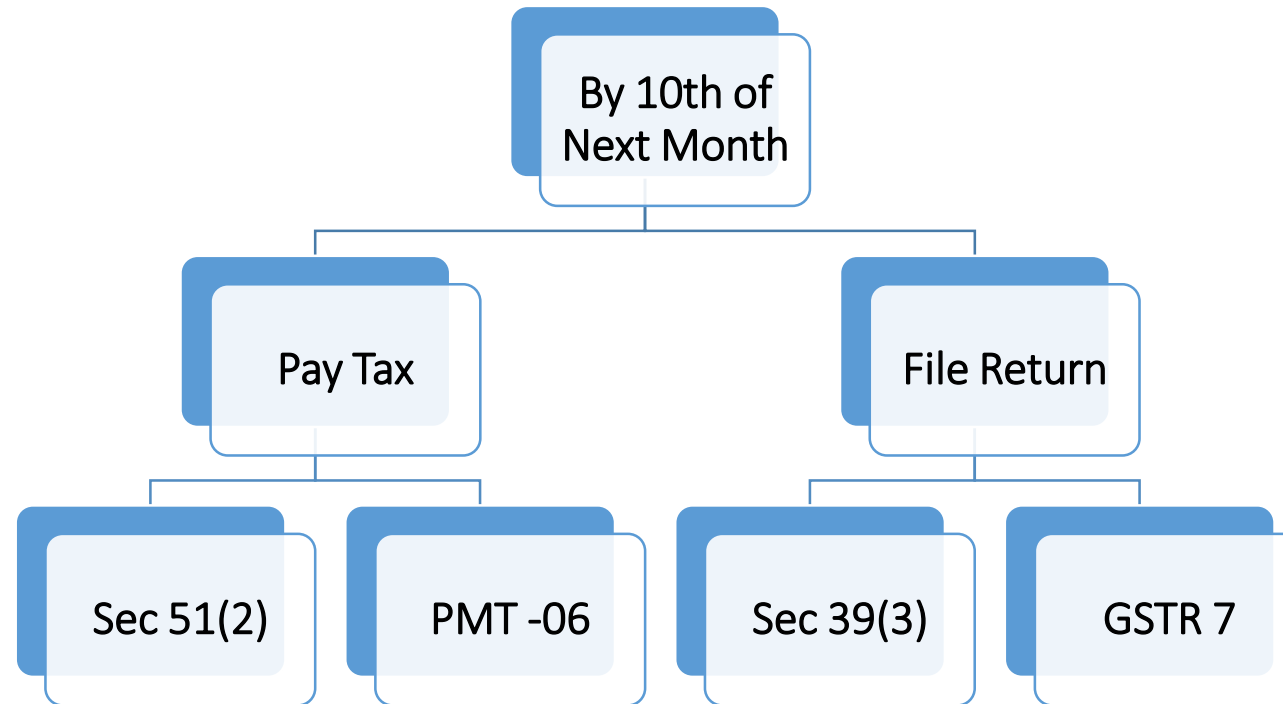 By 10th of
Next Month
Pay Tax
File Return
Sec 51(2)
PMT -06
Sec 39(3)
GSTR 7